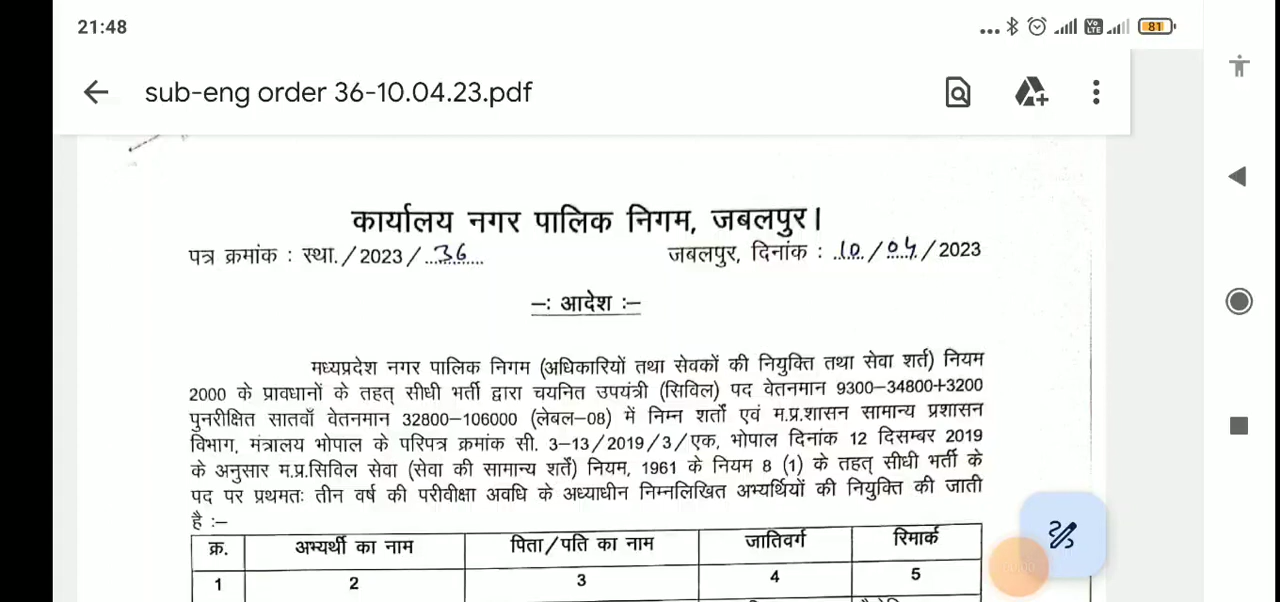 21:48
81
sub-eng order 36-10.04.23.pdf
कार्यालय नगर पालिक निगम, जबलपुर।
पत्र क्रमांक : स्था./2023/...36... जबलपुर, दिनांक : 10/04/2023
-: आदेश :-
मध्यप्रदेश नगर पालिक निगम (अधिकारियों तथा सेवकों की नियुक्ति तथा सेवा शर्त) नियम
2000 के प्रावधानों के तहत् सीधी भर्ती द्वारा चयनित उपयंत्री (सिविल) पद वेतनमान 9300-34800+3200
पुनरीक्षित सातवॉ वेतनमान 32800-106000 (लेबल-08) में निम्न शर्तों एवं म.प्र.शासन सामान्य प्रशासन
विभाग, मंत्रालय भोपाल के परिपत्र क्रमांक सी. 3-13/2019/3/एक, भोपाल दिनांक 12 दिसम्बर 2019
के अनुसार म.प्र.सिविल सेवा (सेवा की सामान्य शर्तें) नियम, 1961 के नियम 8 (1) के तहत् सीधी भर्ती के
पद पर प्रथमतः तीन वर्ष की परीवीक्षा अवधि के अध्याधीन निम्नलिखित अभ्यर्थियों की नियुक्ति की जाती
है :-
क्र. अभ्यर्थी का नाम पिता/पति का नाम जातिवर्ग रिमार्क
1 2 3 4 5